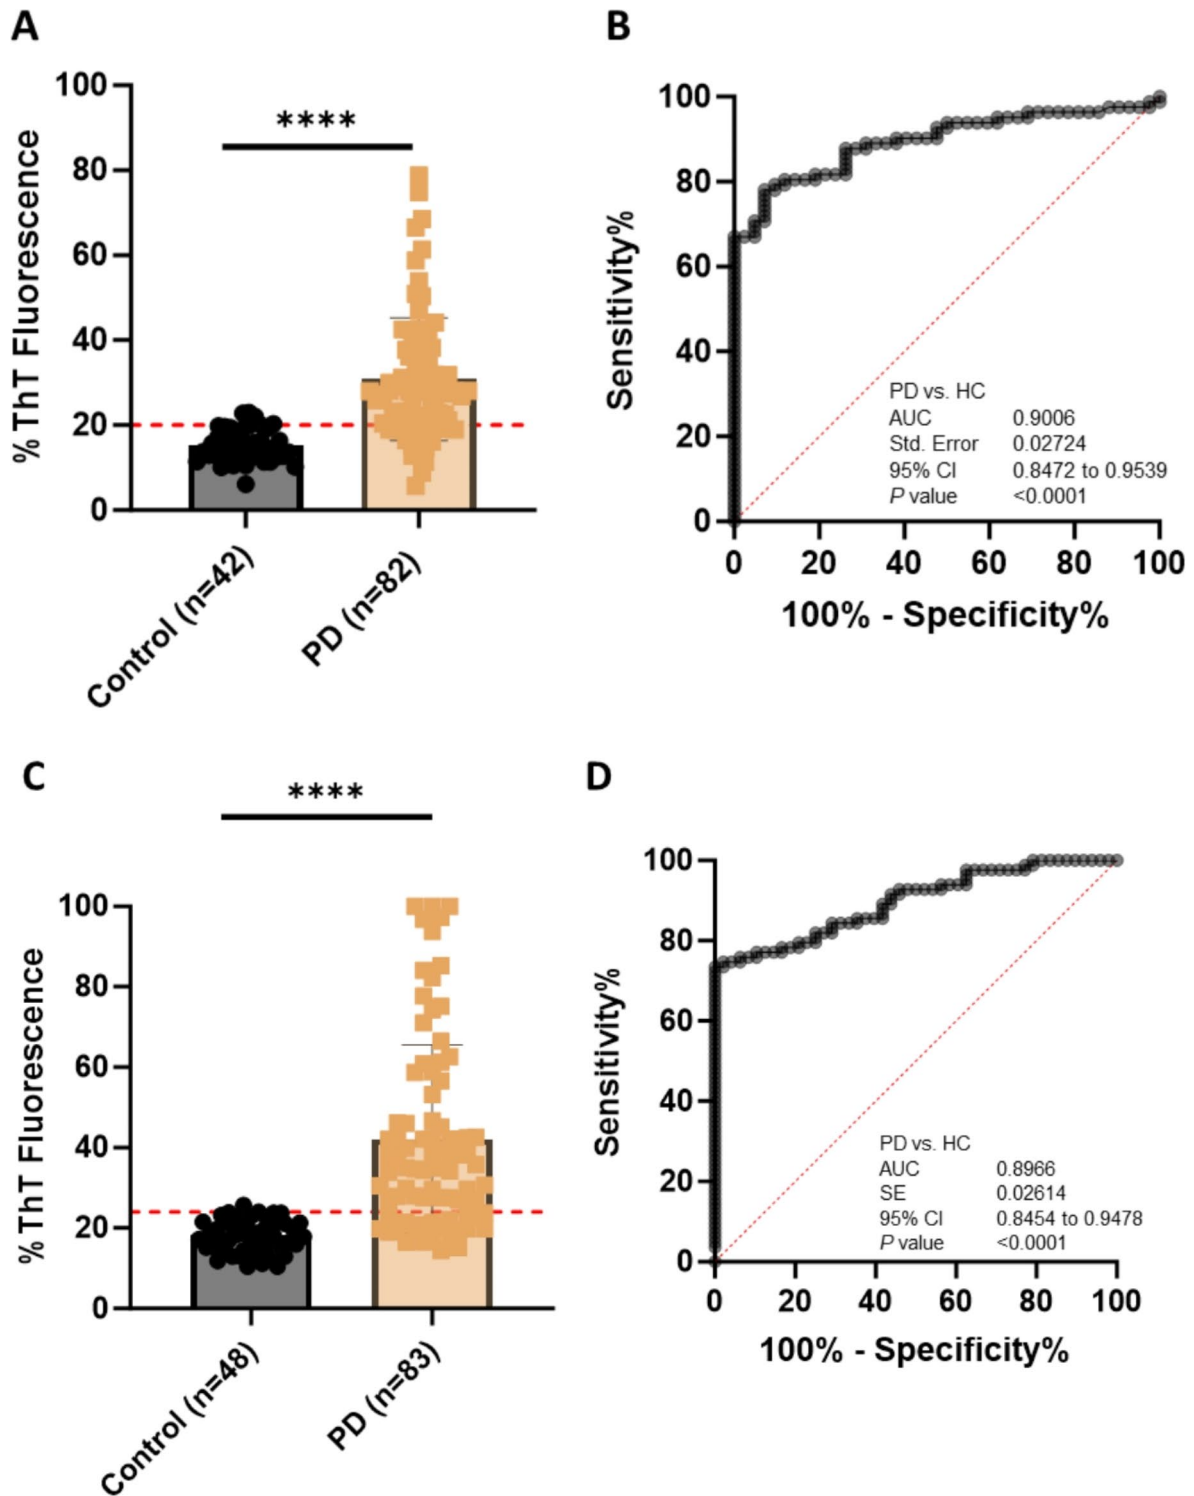 A
% ThT Fluorescence
100
80
60
40
20
0
****
Control (n=42)
PD (n=82)
B
Sensitivity%
100
80
60
40
20
0
PD vs. HC
AUC 0.9006
Std. Error 0.02724
95% CI 0.8472 to 0.9539
P value <0.0001
0 20 40 60 80 100
100% - Specificity%
C
% ThT Fluorescence
****
100
80
60
40
20
0
Control (n=48)
PD (n=83)
D
Sensitivity%
100
80
60
40
20
0
PD vs. HC
AUC 0.8966
SE 0.02614
95% CI 0.8454 to 0.9478
P value <0.0001
0 20 40 60 80 100
100% - Specificity%